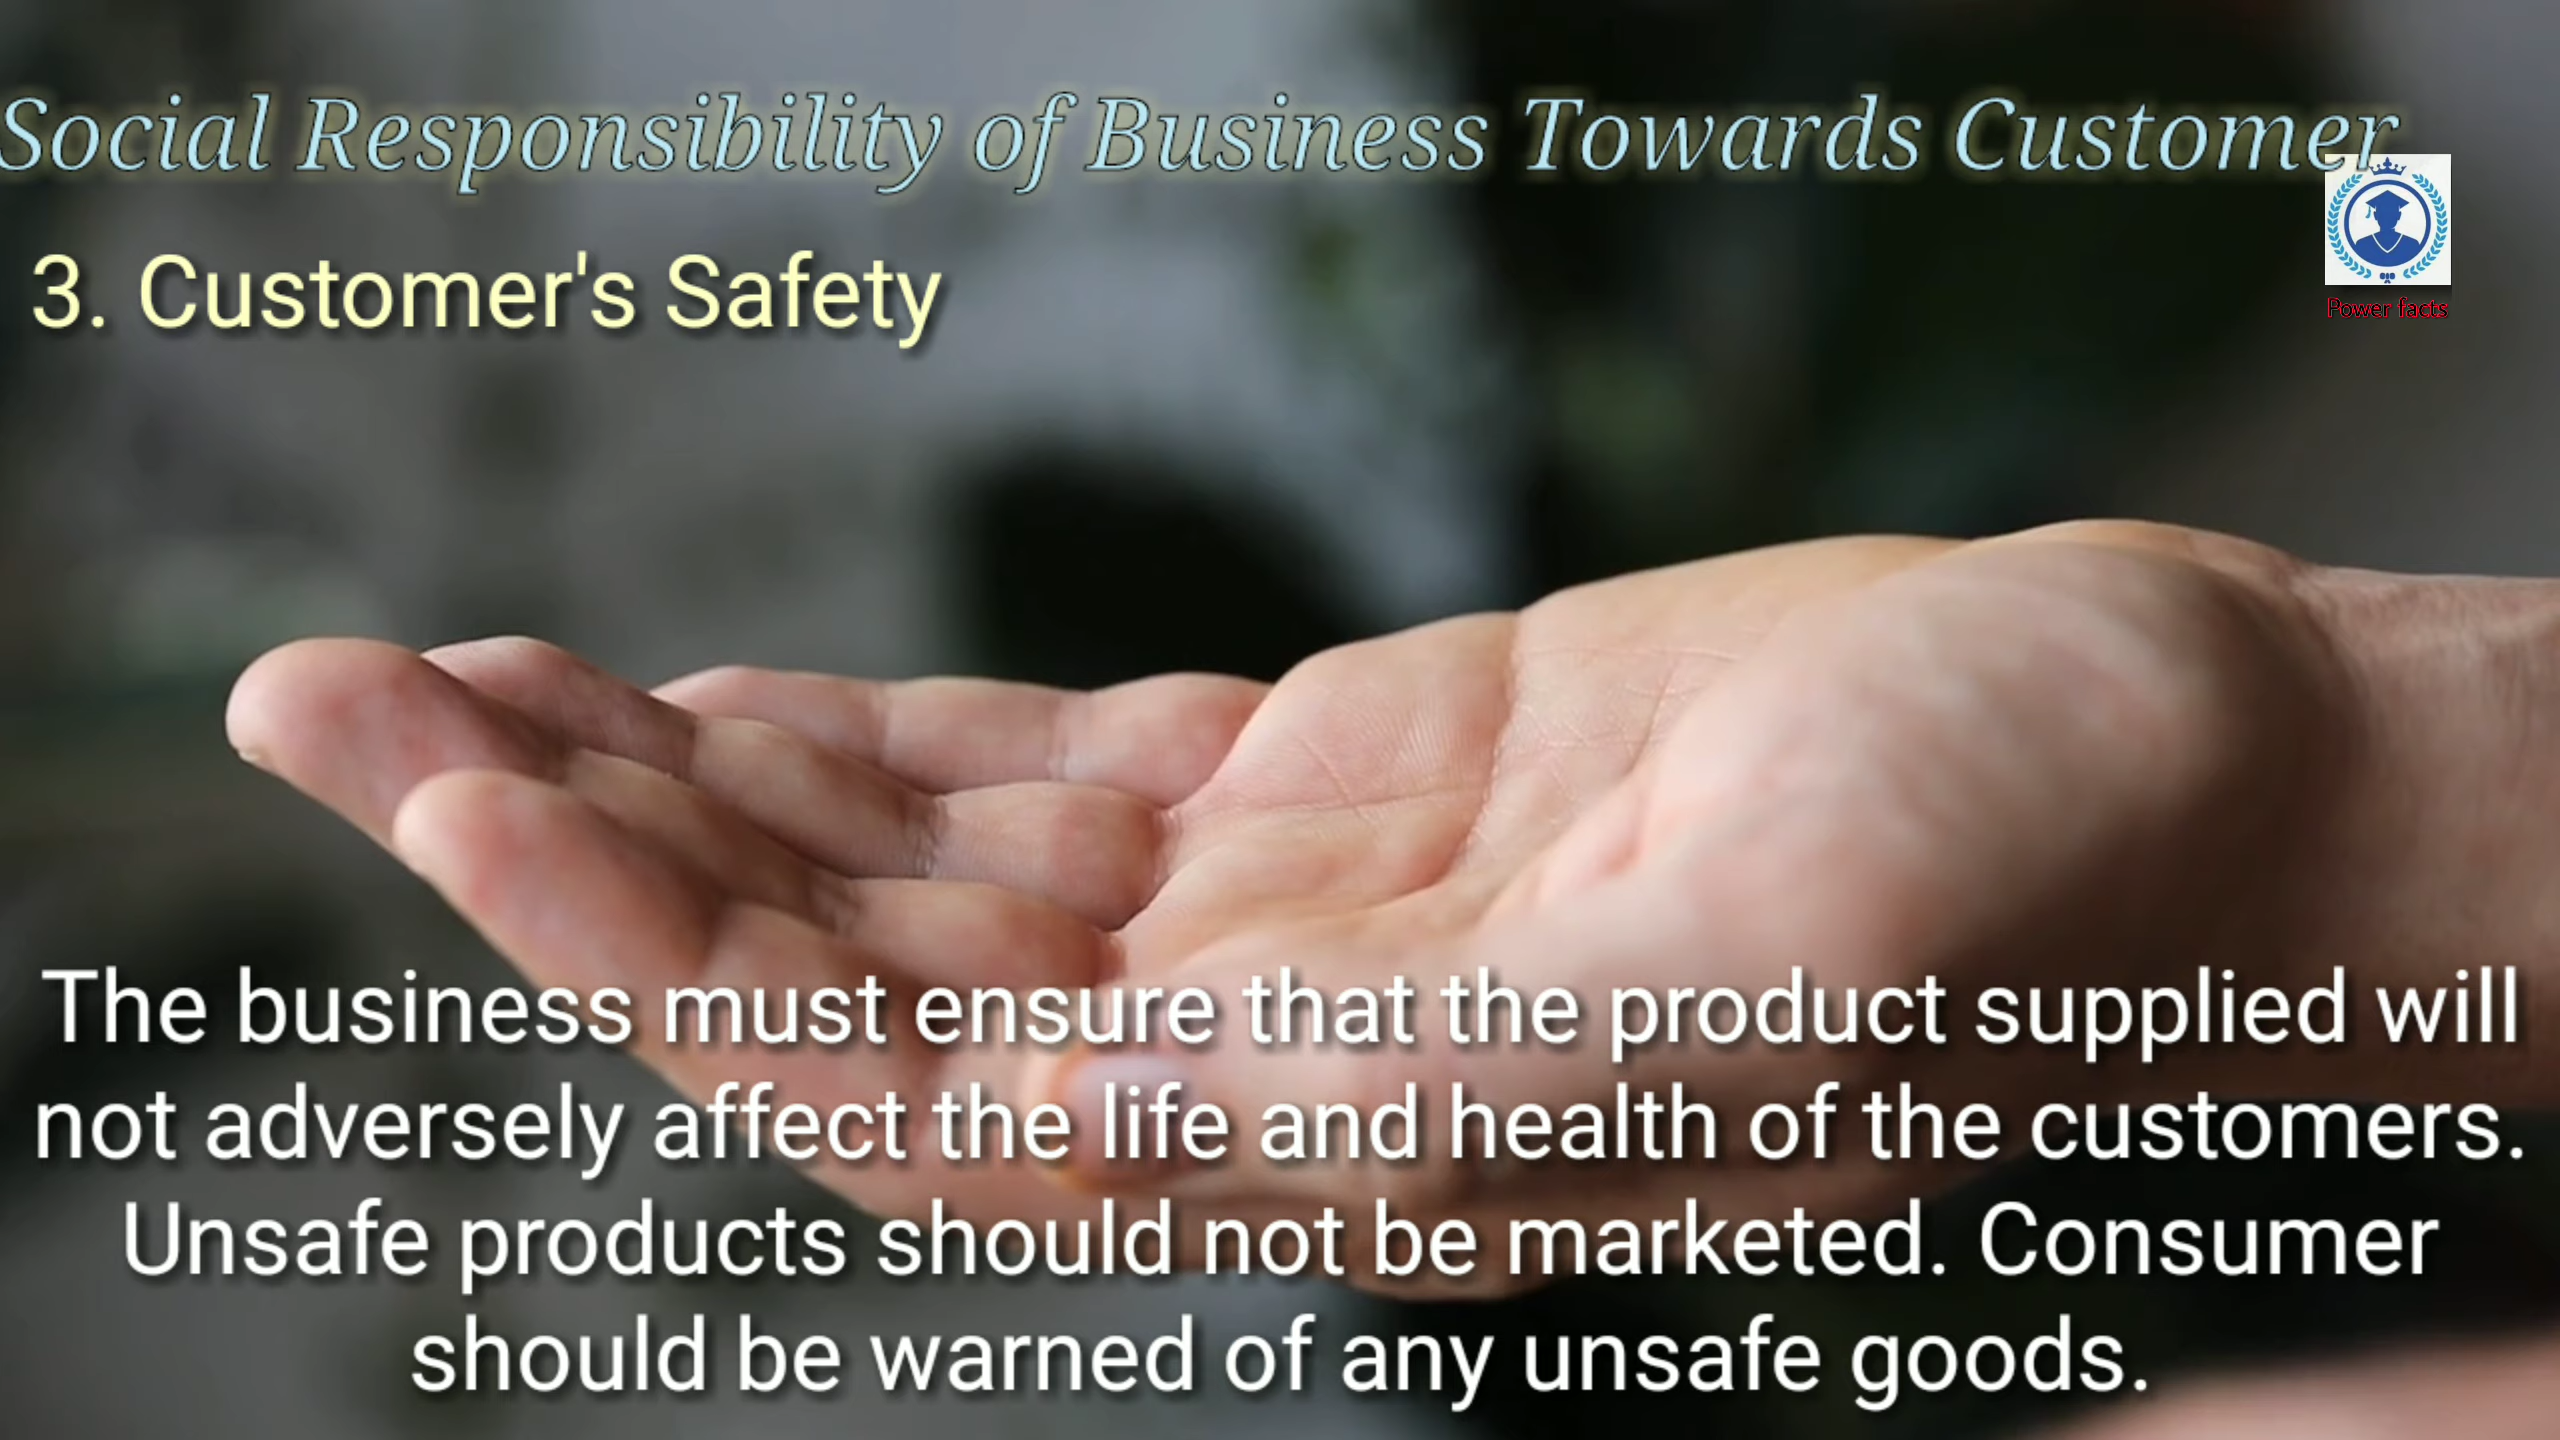 Social Responsibility of Business Towards Customer
3. Customer's Safety
Power facts
The business must ensure that the product supplied will
not adversely affect the life and health of the customers.
Unsafe products should not be marketed. Consumer
should be warned of any unsafe goods.